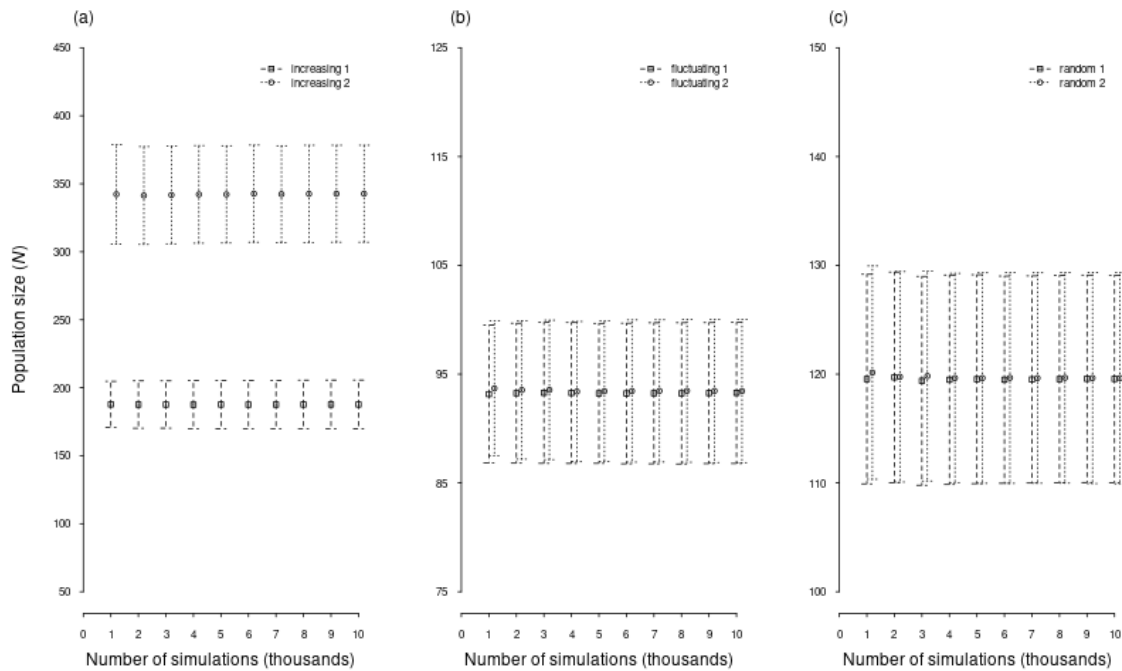 (a)
450
400
350
300
250
200
150
100
50
increasing 1
increasing 2
0 1 2 3 4 5 6 7 8 9 10
Number of simulations (thousands)
Population size (N)
(b)
125
115
105
95
85
75
fluctuating 1
fluctuating 2
0 1 2 3 4 5 6 7 8 9 10
Number of simulations (thousands)
(c)
150
140
130
120
110
100
random 1
random 2
0 1 2 3 4 5 6 7 8 9 10
Number of simulations (thousands)